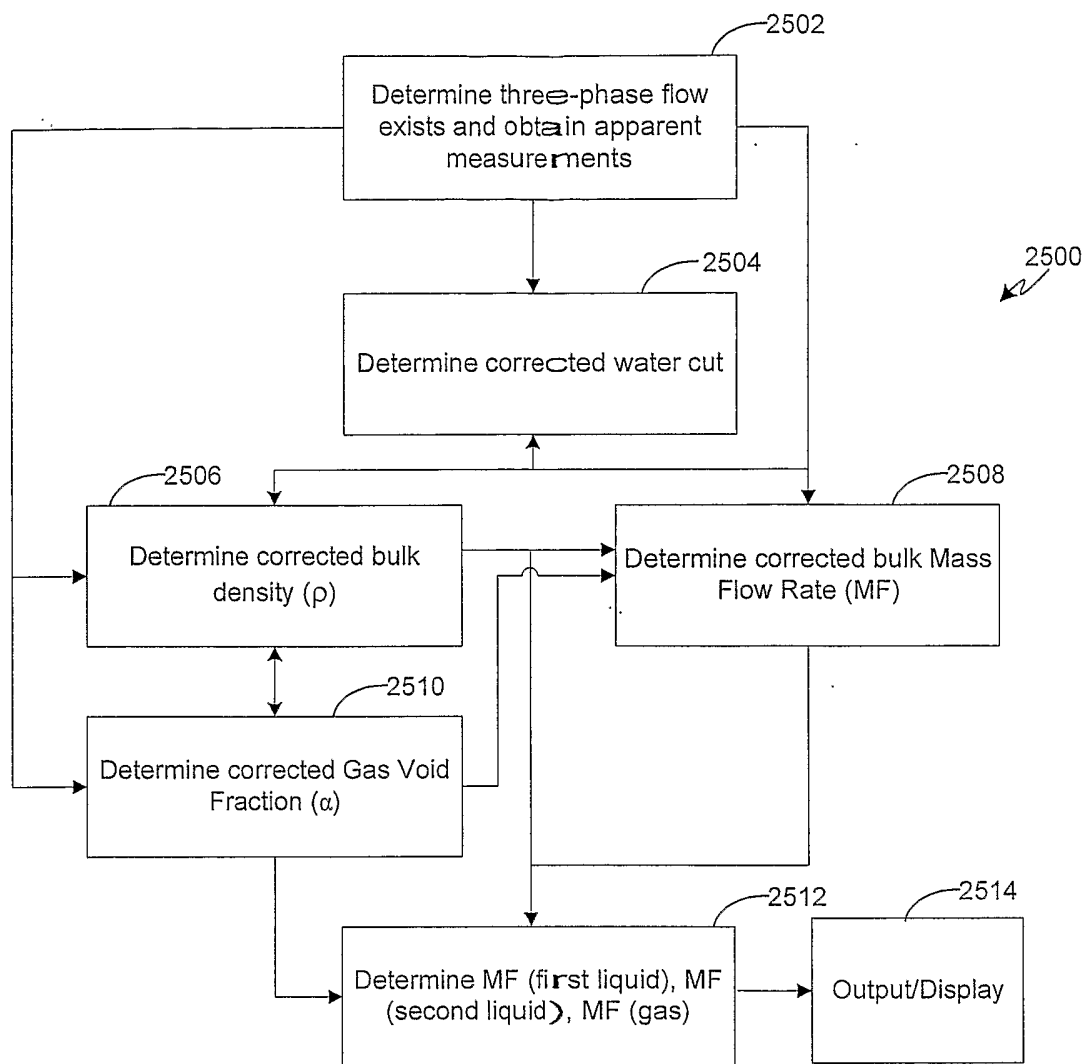 2502
Determine three-phase flow
exists and obtain apparent
measurements
2500
2504
Determine corrected water cut
2506
Determine corrected bulk
density (ρ)
2508
Determine corrected bulk Mass
Flow Rate (MF)
2510
Determine corrected Gas Void
Fraction (α)
2512
Determine MF (first liquid), MF
(second liquid), MF (gas)
2514
Output/Display